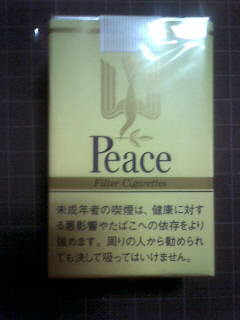 Peace
Filter Cigarettes
未成年者の喫煙は、健康に対す
る悪影響やたばこへの依存をより
強めます。周りの人から勧められ
ても決して吸ってはいけません。